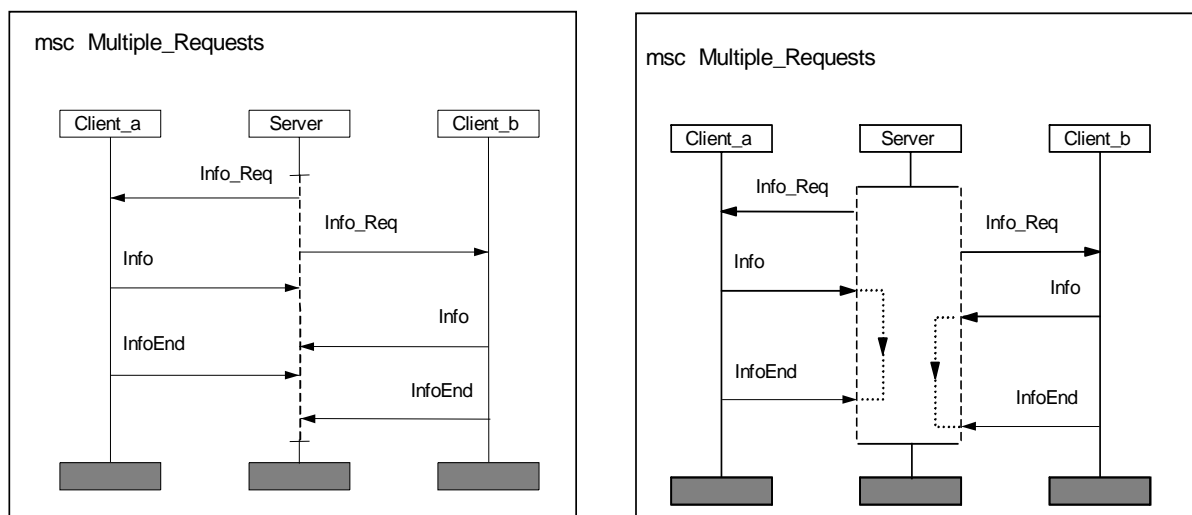 msc Multiple_Requests
Client_a Server Client_b
Info_Req
Info_Req
Info
Info
InfoEnd
InfoEnd
msc Multiple_Requests
Client_a Server Client_b
Info_Req
Info_Req
Info
Info
InfoEnd
InfoEnd